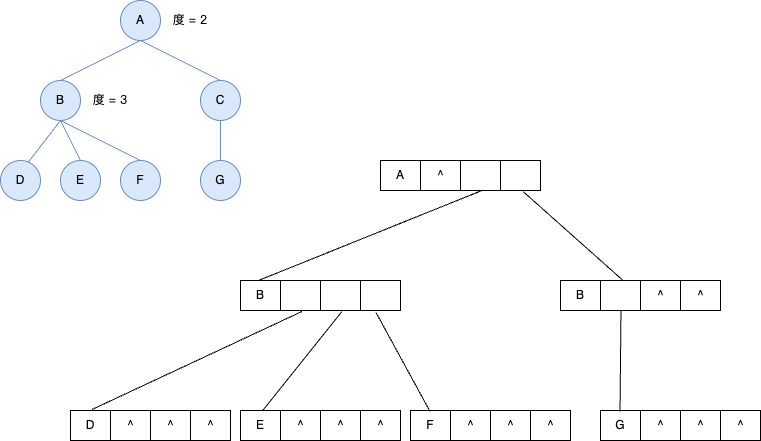 A 度 = 2
B 度 = 3 C
D E F G
A ^
B
B ^ ^
D ^ ^ ^
E ^ ^ ^
F ^ ^ ^
G ^ ^ ^